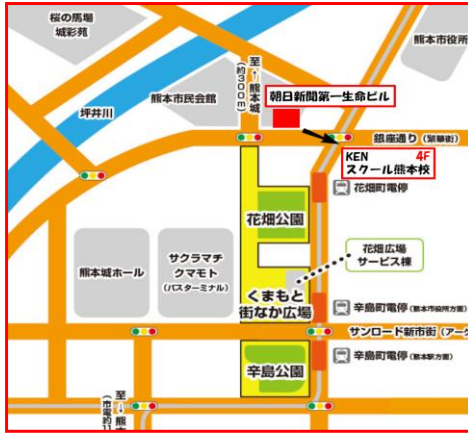 桜の馬場
城彩苑
熊本市役所
至→熊本城
(約300m)
朝日新聞第一生命ビル
熊本市民会館
坪井川
銀座通り(繁華街)
KEN 4F
スクール熊本校
花畑町電停
花畑公園
花畑広場
サービス棟
熊本城ホール
サクラマチ
クマモト
(バスターミナル)
くまもと
街なか広場
辛島町電停(熊本市役所方面)
サンロード新市街(アー
辛島公園
辛島町電停(熊本駅方面)
至→熊
(市電約11